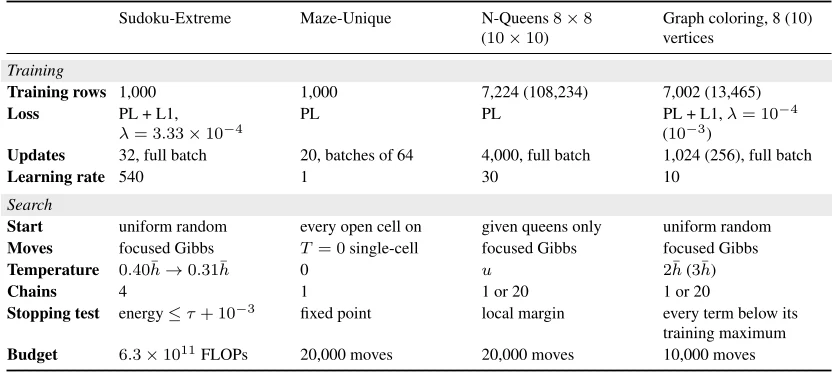 Sudoku-Extreme Maze-Unique N-Queens 8 × 8 Graph coloring, 8 (10)
(10 × 10) vertices
Training
Training rows 1,000 1,000 7,224 (108,234) 7,002 (13,465)
Loss PL + L1, PL PL PL + L1, λ = 10⁻⁴
λ = 3.33 × 10⁻⁴ (10⁻³)
Updates 32, full batch 20, batches of 64 4,000, full batch 1,024 (256), full batch
Learning rate 540 1 30 10
Search
Start uniform random every open cell on given queens only uniform random
Moves focused Gibbs T = 0 single-cell focused Gibbs focused Gibbs
Temperature 0.40h̄ → 0.31h̄ 0 u 2h̄ (3h̄)
Chains 4 1 1 or 20 1 or 20
Stopping test energy ≤ τ + 10⁻³ fixed point local margin every term below its
training maximum
Budget 6.3 × 10¹¹ FLOPs 20,000 moves 20,000 moves 10,000 moves